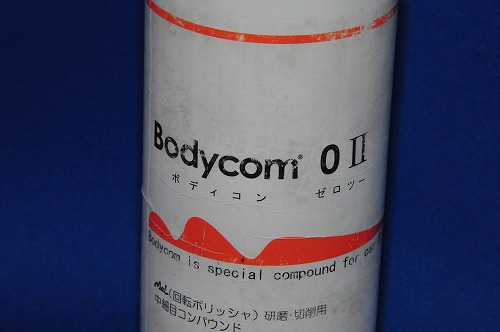 Bodycom® 0 II
ボディコン ゼロツー
Bodycom is special compound for
(回転ポリッシャ) 研磨・切削用
中細目コンパウンド